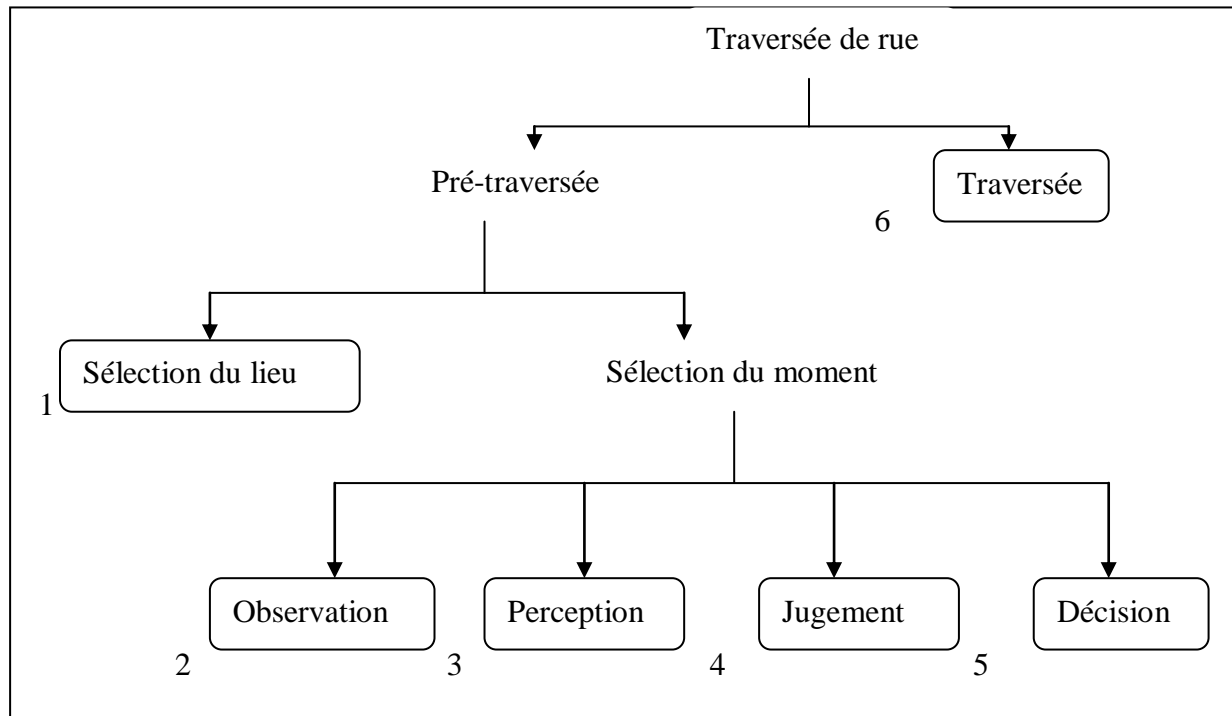 Traversée de rue
Pré-traversée
Traversée
6
Sélection du lieu
Sélection du moment
1
Observation
Perception
Jugement
Décision
2
3
4
5